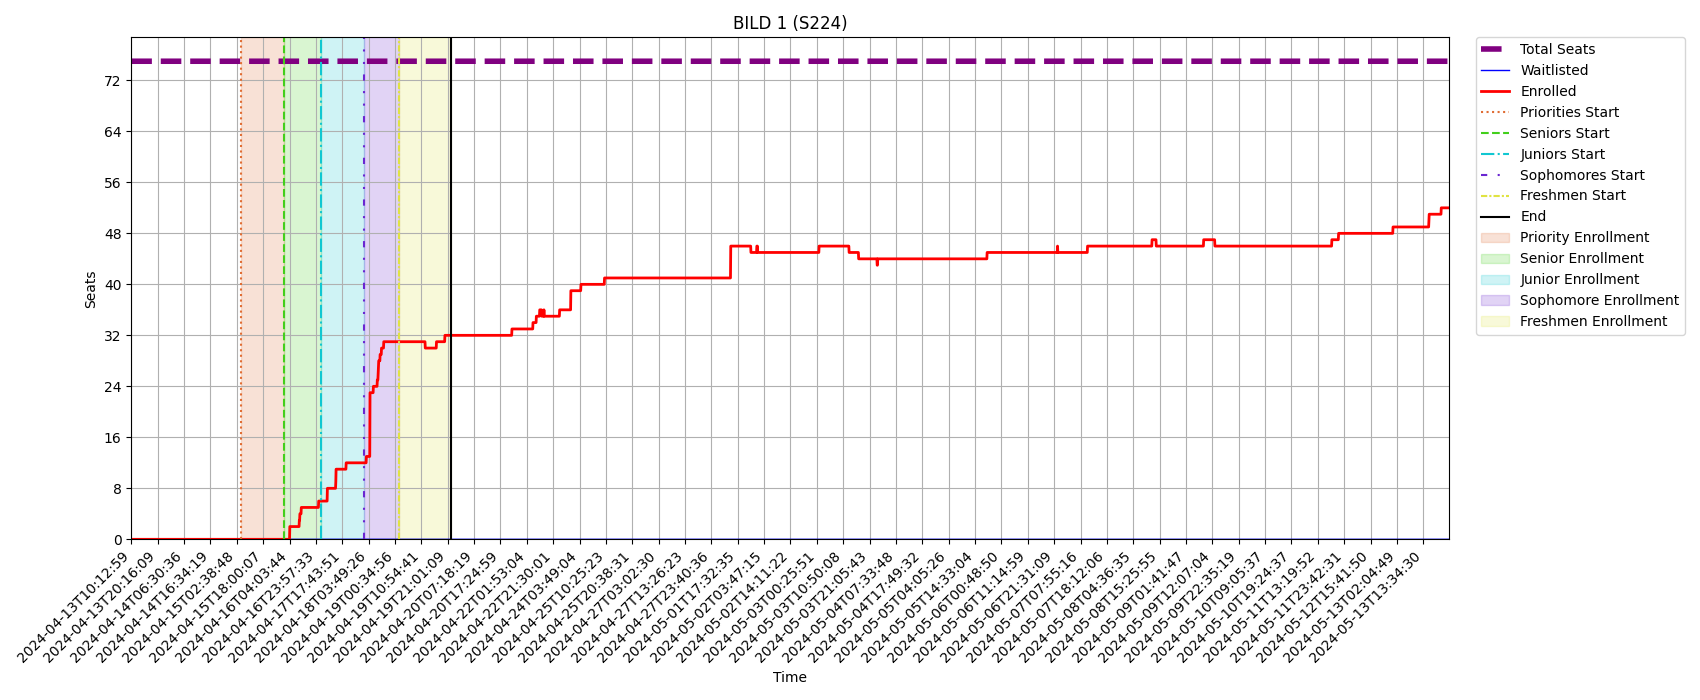 BILD 1 (S224)
Total Seats
Waitlisted
Enrolled
Priorities Start
Seniors Start
Juniors Start
Sophomores Start
Freshmen Start
End
Priority Enrollment
Senior Enrollment
Junior Enrollment
Sophomore Enrollment
Freshmen Enrollment
Seats
72
64
56
48
40
32
24
16
8
0
2024-04-13T10:12:59
2024-04-13T20:16:09
2024-04-14T06:30:36
2024-04-14T16:34:19
2024-04-15T02:38:48
2024-04-15T18:00:07
2024-04-16T04:03:44
2024-04-16T23:57:33
2024-04-17T17:43:51
2024-04-18T03:49:26
2024-04-19T00:34:56
2024-04-19T10:54:41
2024-04-19T21:01:09
2024-04-20T07:18:19
2024-04-20T17:24:59
2024-04-22T01:53:04
2024-04-22T21:30:01
2024-04-24T03:49:04
2024-04-25T10:25:23
2024-04-25T20:38:31
2024-04-27T03:02:30
2024-04-27T13:26:23
2024-04-27T23:40:36
2024-05-01T17:32:35
2024-05-02T03:47:15
2024-05-02T14:11:22
2024-05-03T00:25:51
2024-05-03T10:50:08
2024-05-03T21:05:43
2024-05-04T07:33:48
2024-05-04T17:49:32
2024-05-05T04:05:26
2024-05-05T14:33:04
2024-05-06T00:48:50
2024-05-06T11:14:59
2024-05-06T21:31:09
2024-05-07T07:55:16
2024-05-07T18:12:06
2024-05-08T04:36:35
2024-05-08T15:25:55
2024-05-09T01:41:47
2024-05-09T12:07:04
2024-05-09T22:35:19
2024-05-10T09:05:37
2024-05-10T19:24:37
2024-05-11T13:19:52
2024-05-11T23:42:31
2024-05-12T15:41:50
2024-05-13T02:04:49
2024-05-13T13:34:30
Time